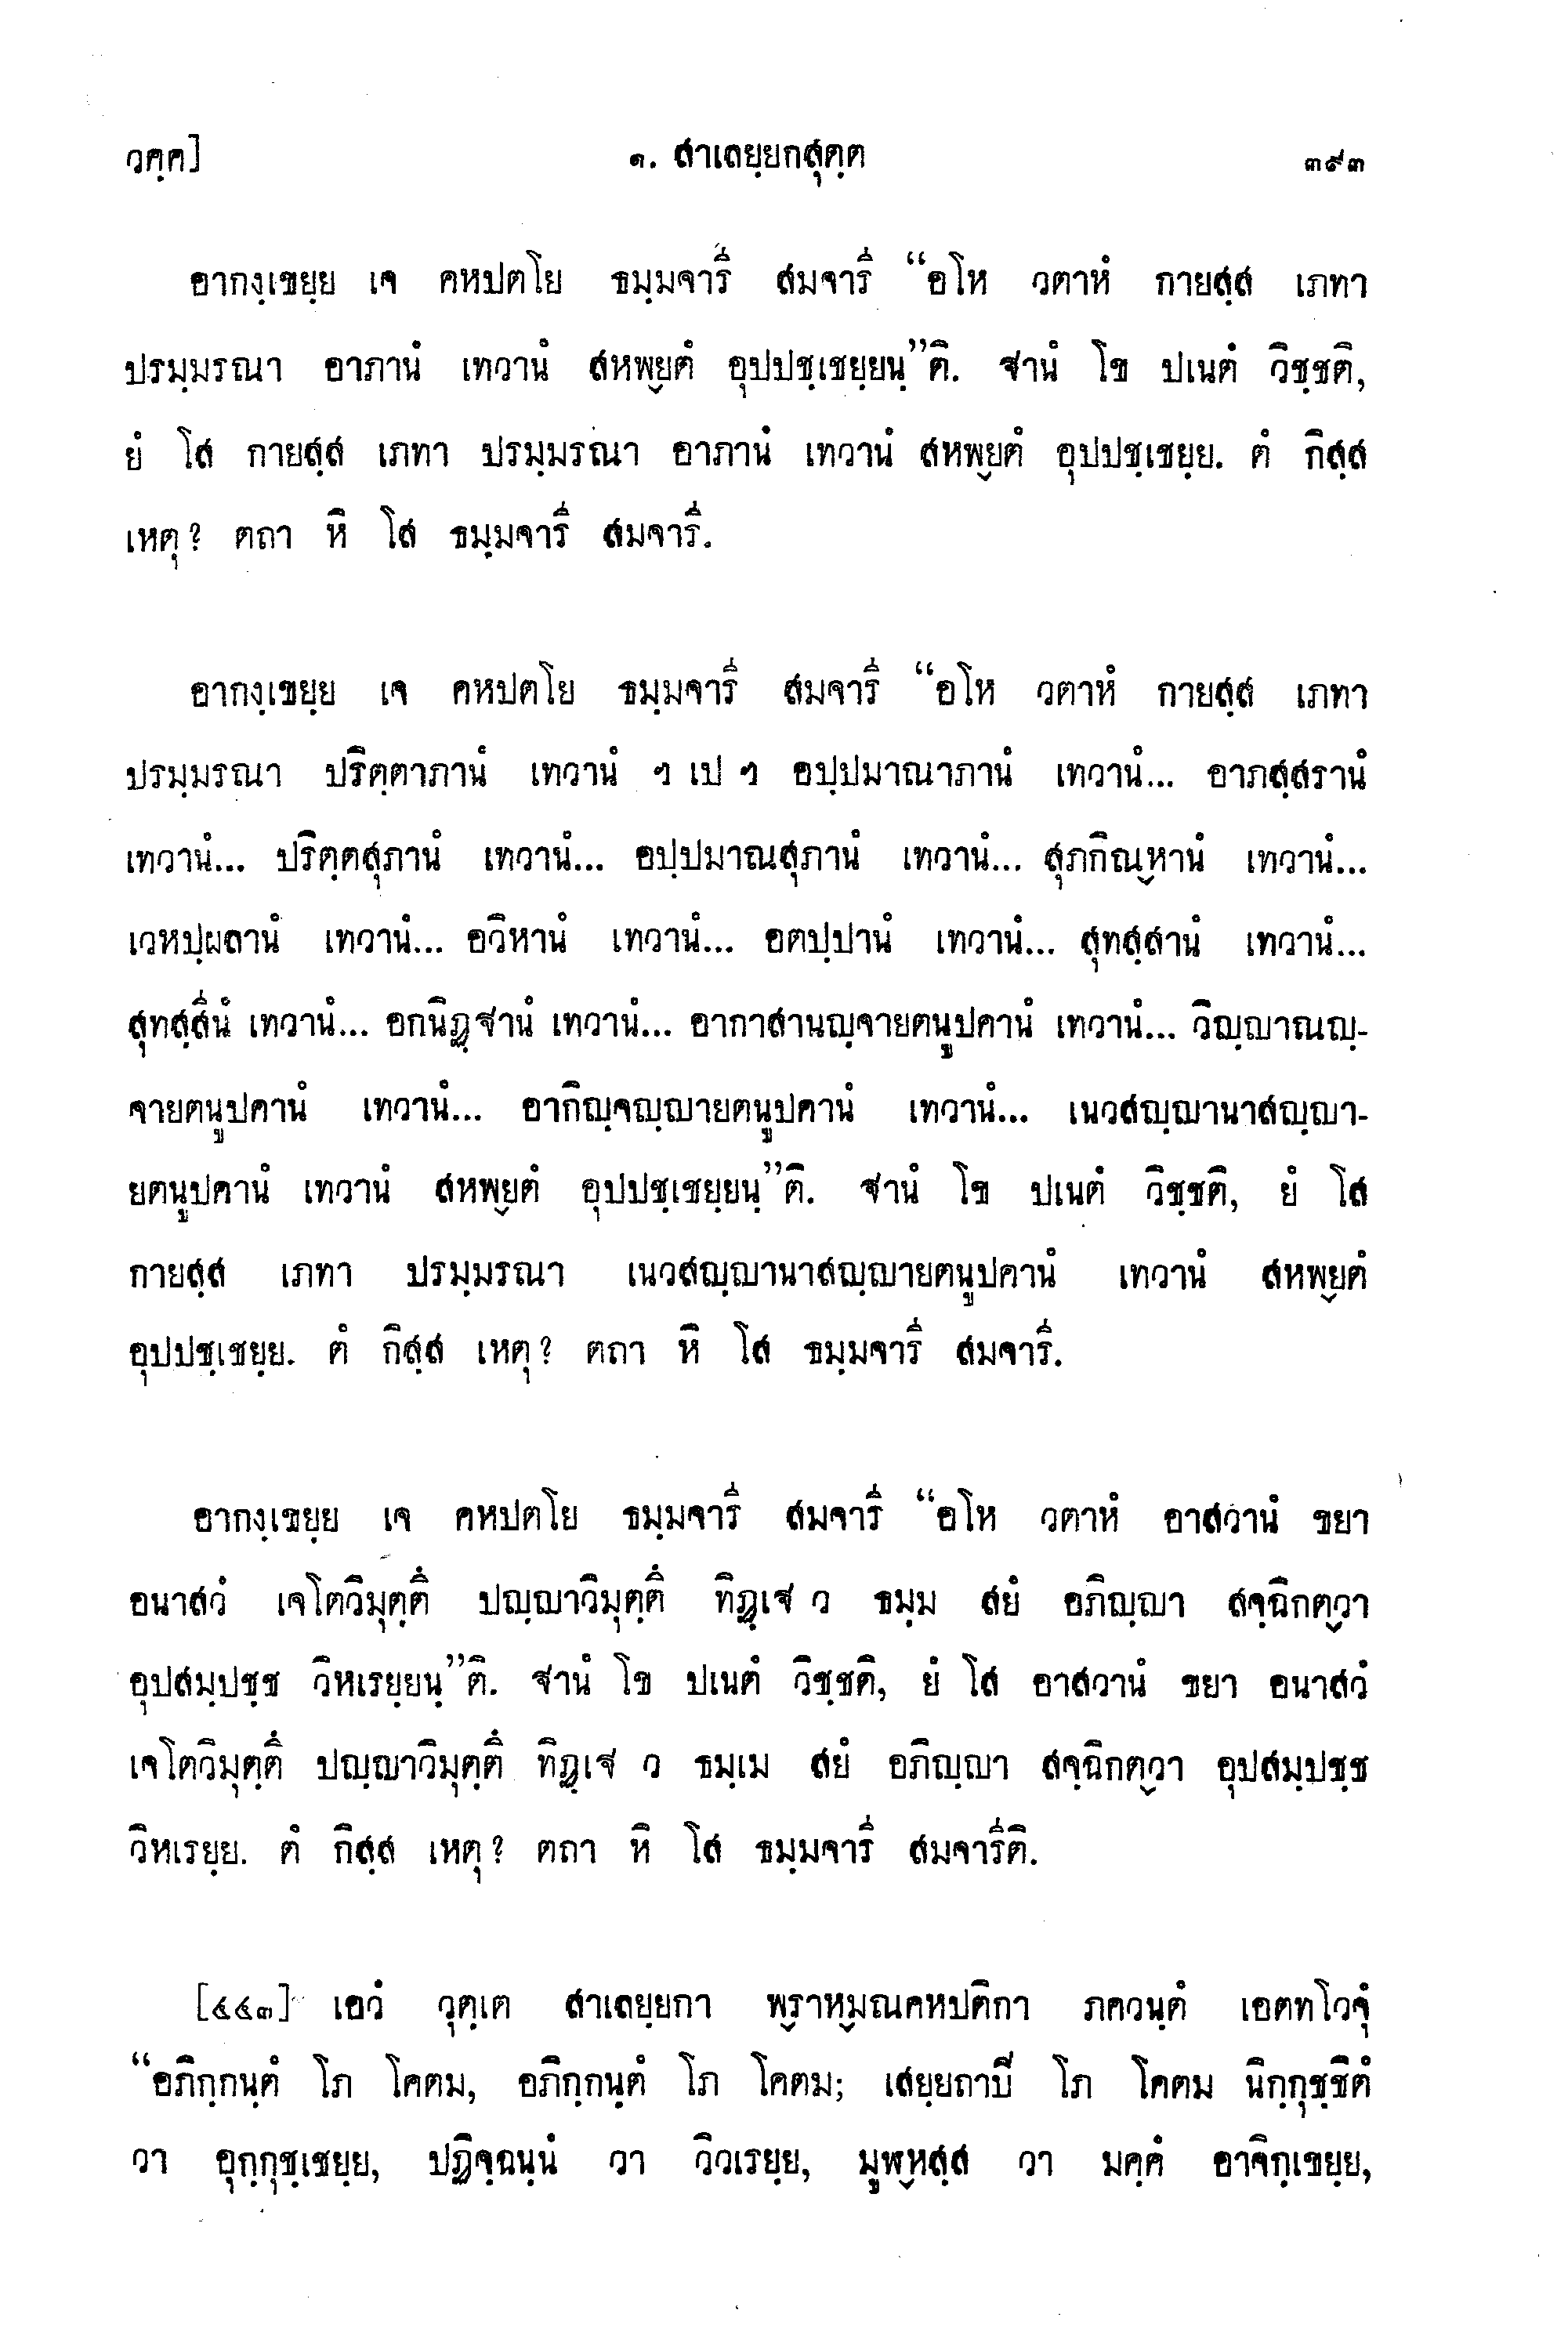 วคฺค]
๑. สาเลยฺยกสุตฺต
๓๙๓
อากงฺเขยฺย เจ คหปตโย ธมฺมจารี่ สมจารี่ “อโห วตาหํ กายสฺส เภทา
ปรมฺมรณา อาภานํ เทวานํ สหพฺยตํ อุปปชฺเชยฺยนฺ”ติ. ฐานํ โข ปเนตํ วิชฺชติ,
ยํ โส กายสฺส เภทา ปรมฺมรณา อาภานํ เทวานํ สหพฺยตํ อุปปชฺเชยฺย. ตํ กิสฺส
เหตุ? ตถา หิ โส ธมฺมจารี่ สมจารี่.
อากงฺเขยฺย เจ คหปตโย ธมฺมจารี่ สมจารี่ “อโห วตาหํ กายสฺส เภทา
ปรมฺมรณา ปริตฺตาภานํ เทวานํ ฯ เป ฯ อปฺปมาณาภานํ เทวานํ... อาภสฺสรานํ
เทวานํ... ปริตฺตสุภานํ เทวานํ... อปฺปมาณสุภานํ เทวานํ... สุภกิณฺหานํ เทวานํ...
เวหปฺผลานํ เทวานํ... อวิหานํ เทวานํ... อตปฺปานํ เทวานํ... สุทสฺสานํ เทวานํ...
สุทสฺสี่นํ เทวานํ... อกนิฏฺฐานํ เทวานํ... อากาสานญฺจายตนูปคานํ เทวานํ... วิญฺญาณญฺ-
จายตนูปคานํ เทวานํ... อากิญฺจญฺญายตนูปคานํ เทวานํ... เนวสญฺญานาสญฺญา-
ยตนูปคานํ เทวานํ สหพฺยตํ อุปปชฺเชยฺยนฺ”ติ. ฐานํ โข ปเนตํ วิชฺชติ, ยํ โส
กายสฺส เภทา ปรมฺมรณา เนวสญฺญานาสญฺญายตนูปคานํ เทวานํ สหพฺยตํ
อุปปชฺเชยฺย. ตํ กิสฺส เหตุ? ตถา หิ โส ธมฺมจารี่ สมจารี่.
อากงฺเขยฺย เจ คหปตโย ธมฺมจารี่ สมจารี่ “อโห วตาหํ อาสวานํ ขยา
อนาสวํ เจโตวิมุตฺตึ ปญฺญาวิมุตฺตึ ทิฏฺเฐ ว ธมฺม สยํ อภิญฺญา สจฺฉิกตฺวา
อุปสมฺปชฺช วิหเรยฺยนฺ”ติ. ฐานํ โข ปเนตํ วิชฺชติ, ยํ โส อาสวานํ ขยา อนาสวํ
เจโตวิมุตฺตึ ปญฺญาวิมุตฺตึ ทิฏฺเฐ ว ธมฺเม สยํ อภิญฺญา สจฺฉิกตฺวา อุปสมฺปชฺช
วิหเรยฺย. ตํ กิสฺส เหตุ? ตถา หิ โส ธมฺมจารี่ สมจารี่ติ.
[๔๔๓] เอวํ วุตฺเต สาเลยฺยกา พฺราหฺมณคหปติกา ภควนฺตํ เอตทโวจุํ
“อภิกฺกนฺตํ โภ โคตม, อภิกฺกนฺตํ โภ โคตม; เสยฺยถาปี โภ โคตม นิกฺกุชฺชิตํ
วา อุกฺกุชฺเชยฺย, ปฏิจฺฉนฺนํ วา วิวเรยฺย, มูฬฺหสฺส วา มคฺคํ อาจิกฺเขยฺย,